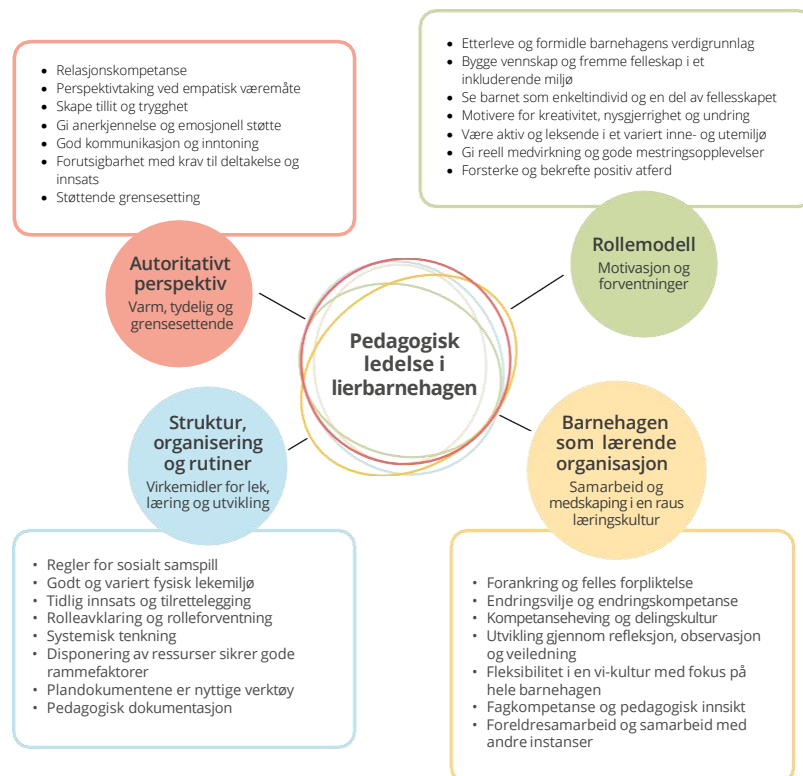 • Relasjonskompetanse
• Perspektivtaking ved empatisk væremåte
• Skape tillit og trygghet
• Gi anerkjennelse og emosjonell støtte
• God kommunikasjon og inntoning
• Forutsigbarhet med krav til deltakelse og
innsats
• Støttende grensesetting
Autoritativt
perspektiv
Varm, tydelig og
grensesettende
• Etterleve og formidle barnehagens verdigrunnlag
• Bygge vennskap og fremme felleskap i et
inkluderende miljø
• Se barnet som enkeltindivid og en del av fellesskapet
• Motivere for kreativitet, nysgjerrighet og undring
• Være aktiv og leksende i et variert inne- og utemiljø
• Gi reell medvirkning og gode mestringsopplevelser
• Forsterke og bekrefte positiv atferd
Rollemodell
Motivasjon og
forventninger
Pedagogisk
ledelse i
lierbarnehagen
Struktur,
organisering
og rutiner
Virkemidler for lek,
læring og utvikling
• Regler for sosialt samspill
• Godt og variert fysisk lekemiljø
• Tidlig innsats og tilrettelegging
• Rolleavklaring og rolleforventning
• Systemisk tenkning
• Disponering av ressurser sikrer gode
rammefaktorer
• Plandokumentene er nyttige verktøy
• Pedagogisk dokumentasjon
Barnehagen
som lærende
organisasjon
Samarbeid og
medskaping i en raus
læringskultur
• Forankring og felles forpliktelse
• Endringsvilje og endringskompetanse
• Kompetanseheving og delingskultur
• Utvikling gjennom refleksjon, observasjon
og veiledning
• Fleksibilitet i en vi-kultur med fokus på
hele barnehagen
• Fagkompetanse og pedagogisk innsikt
• Foreldresamarbeid og samarbeid med
andre instanser